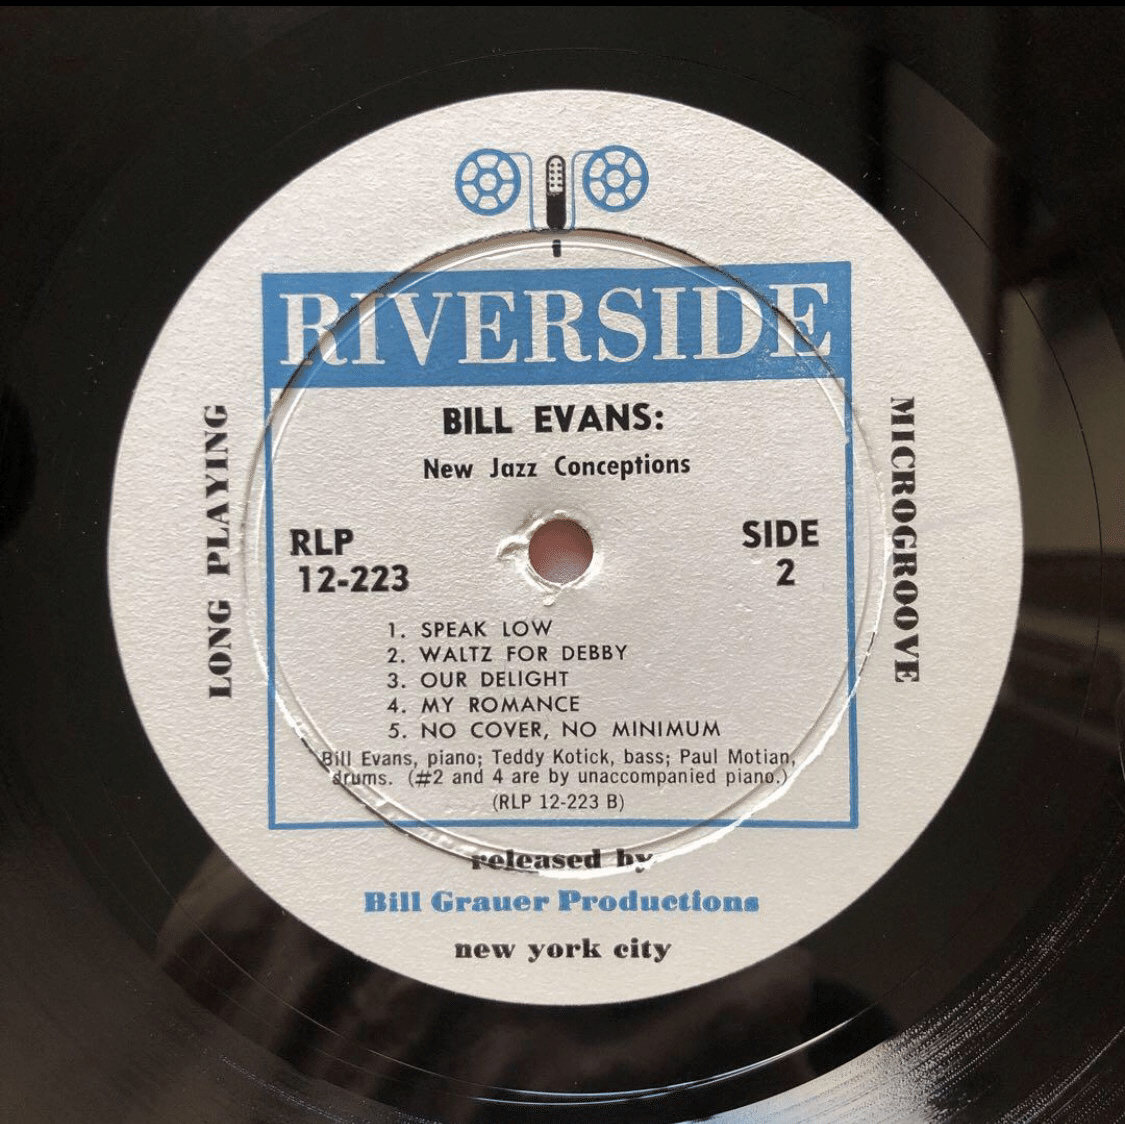 RIVERSIDE
BILL EVANS:
New Jazz Conceptions
LONG PLAYING
MICROGROOVE
RLP
12-223
SIDE
2
1. SPEAK LOW
2. WALTZ FOR DEBBY
3. OUR DELIGHT
4. MY ROMANCE
5. NO COVER, NO MINIMUM
Bill Evans, piano; Teddy Kotick, bass; Paul Motian,
drums. (#2 and 4 are by unaccompanied piano.)
(RLP 12-223 B)
released by
Bill Grauer Productions
new york city